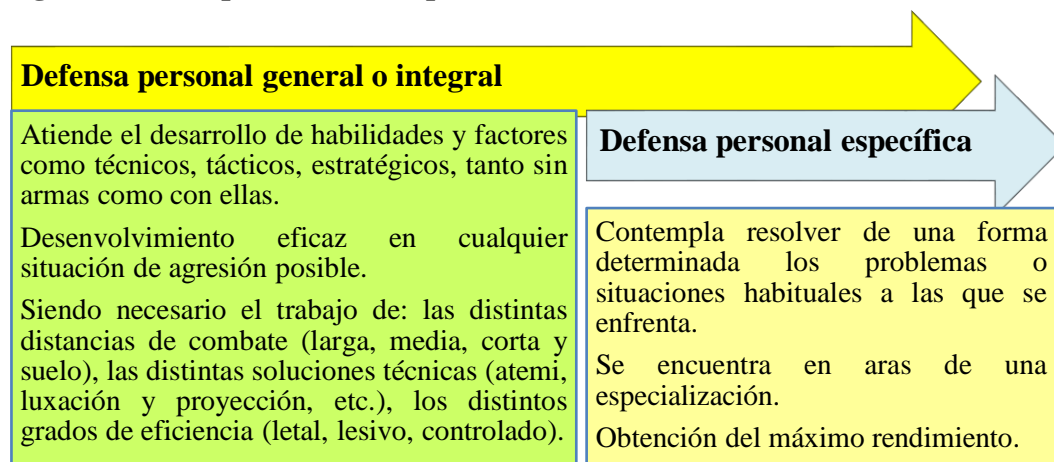 Defensa personal general o integral
Atiende el desarrollo de habilidades y factores
como técnicos, tácticos, estratégicos, tanto sin
armas como con ellas.
Desenvolvimiento eficaz en cualquier
situación de agresión posible.
Siendo necesario el trabajo de: las distintas
distancias de combate (larga, media, corta y
suelo), las distintas soluciones técnicas (atemi,
luxación y proyección, etc.), los distintos
grados de eficiencia (letal, lesivo, controlado).
Defensa personal específica
Contempla resolver de una forma
determinada los problemas o
situaciones habituales a las que se
enfrenta.
Se encuentra en aras de una
especialización.
Obtención del máximo rendimiento.